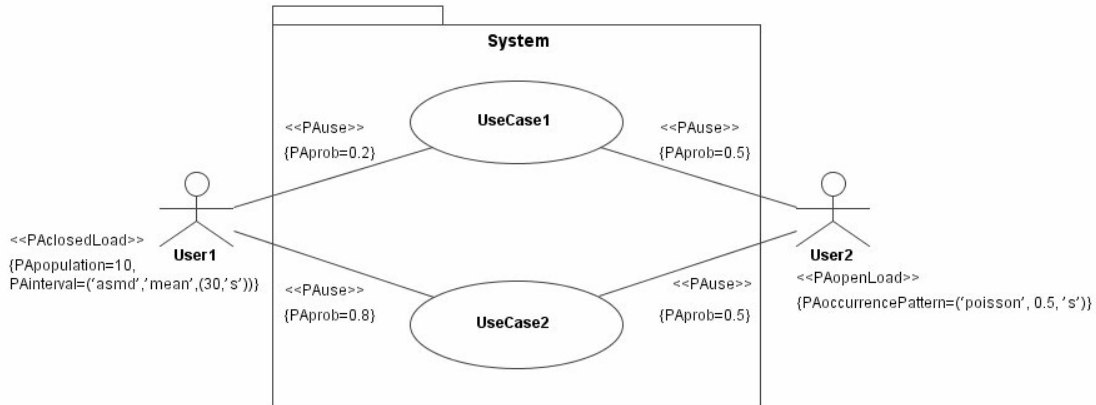 System
UseCase1
<<PAuse>>
{PAprob=0.2}
<<PAuse>>
{PAprob=0.5}
<<PAclosedLoad>>
{PApopulation=10,
PAinterval=('asmd','mean',(30,'s'))}
User1
User2
<<PAopenLoad>>
{PAoccurrencePattern=('poisson', 0.5, 's')}
<<PAuse>>
{PAprob=0.8}
UseCase2
<<PAuse>>
{PAprob=0.5}